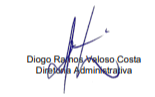 Diogo Ramos Veloso Costa
Diretoria Administrativa